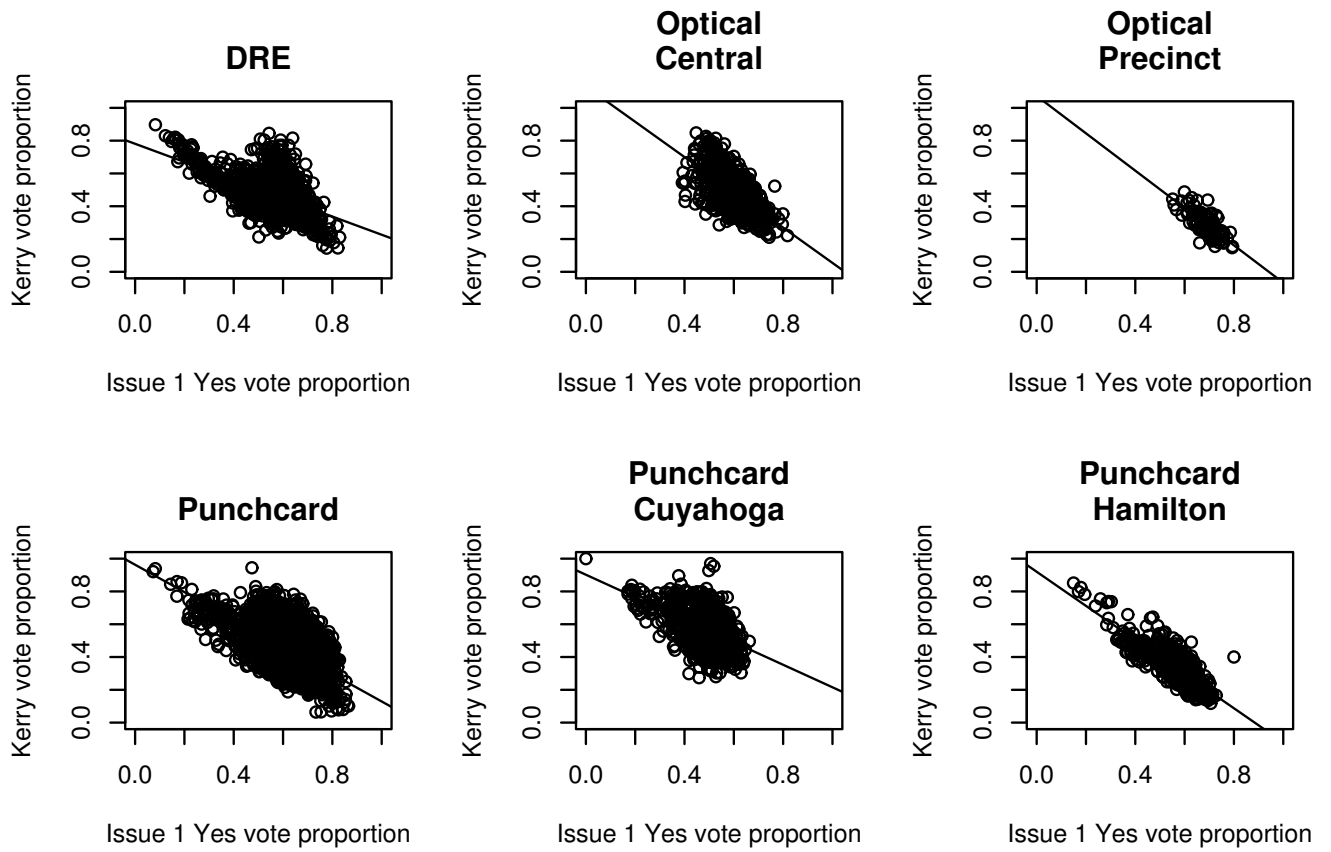 DRE
Kerry vote proportion
0.0 0.4 0.8
0.0 0.4 0.8
Issue 1 Yes vote proportion
Optical
Central
Kerry vote proportion
0.0 0.4 0.8
0.0 0.4 0.8
Issue 1 Yes vote proportion
Optical
Precinct
Kerry vote proportion
0.0 0.4 0.8
0.0 0.4 0.8
Issue 1 Yes vote proportion
Punchcard
Kerry vote proportion
0.0 0.4 0.8
0.0 0.4 0.8
Issue 1 Yes vote proportion
Punchcard
Cuyahoga
Kerry vote proportion
0.0 0.4 0.8
0.0 0.4 0.8
Issue 1 Yes vote proportion
Punchcard
Hamilton
Kerry vote proportion
0.0 0.4 0.8
0.0 0.4 0.8
Issue 1 Yes vote proportion